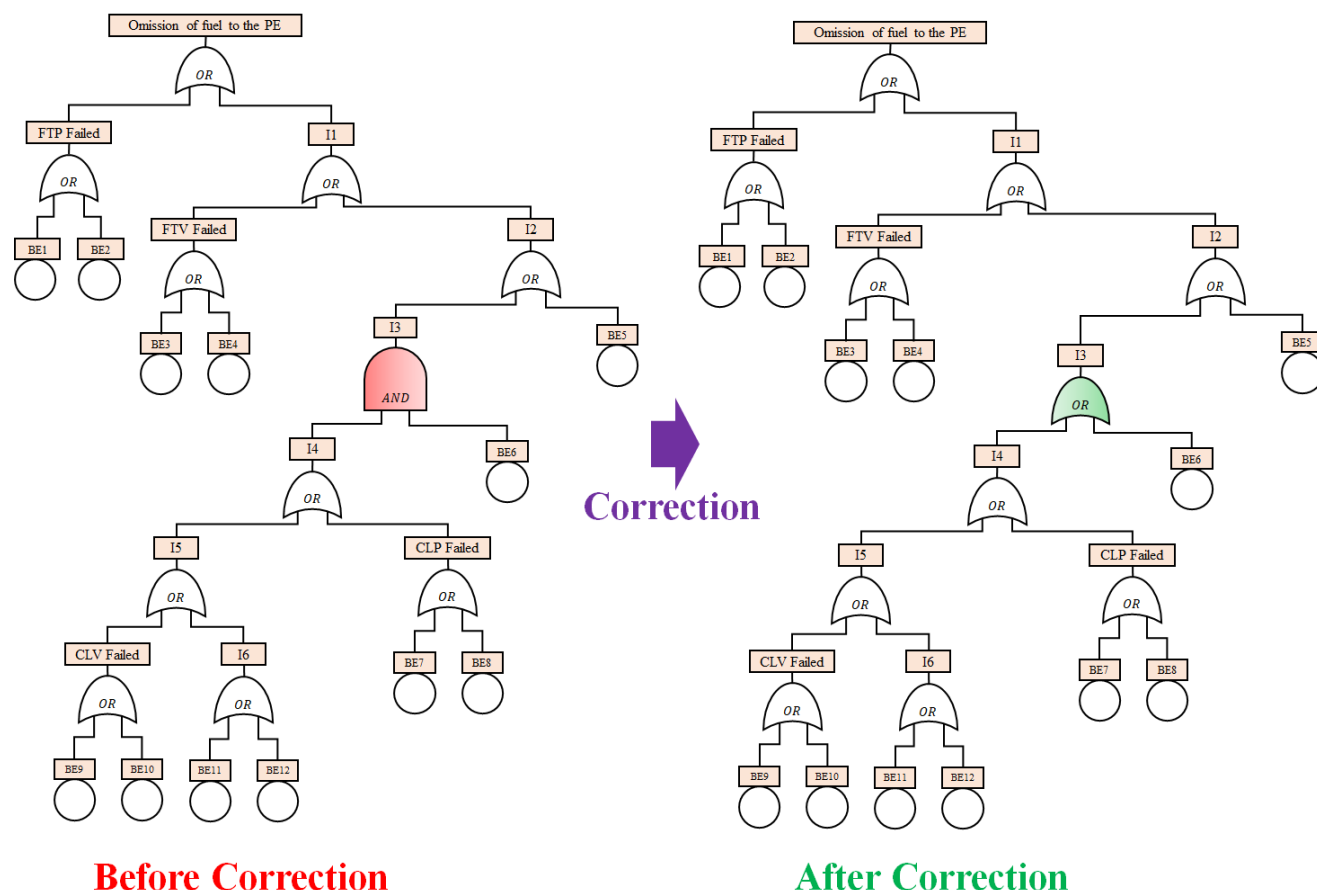 Omission of fuel to the PE
OR
FTP Failed
I1
OR
OR
BE1
BE2
FTV Failed
I2
OR
OR
BE3
BE4
I3
BE5
AND
I4
BE6
OR
I5
CLP Failed
OR
OR
CLV Failed
I6
BE7
BE8
OR
OR
BE9
BE10
BE11
BE12
Before Correction
Correction
Omission of fuel to the PE
OR
FTP Failed
I1
OR
OR
BE1
BE2
FTV Failed
I2
OR
OR
BE3
BE4
I3
BE5
OR
I4
BE6
OR
I5
CLP Failed
OR
OR
CLV Failed
I6
BE7
BE8
OR
OR
BE9
BE10
BE11
BE12
After Correction